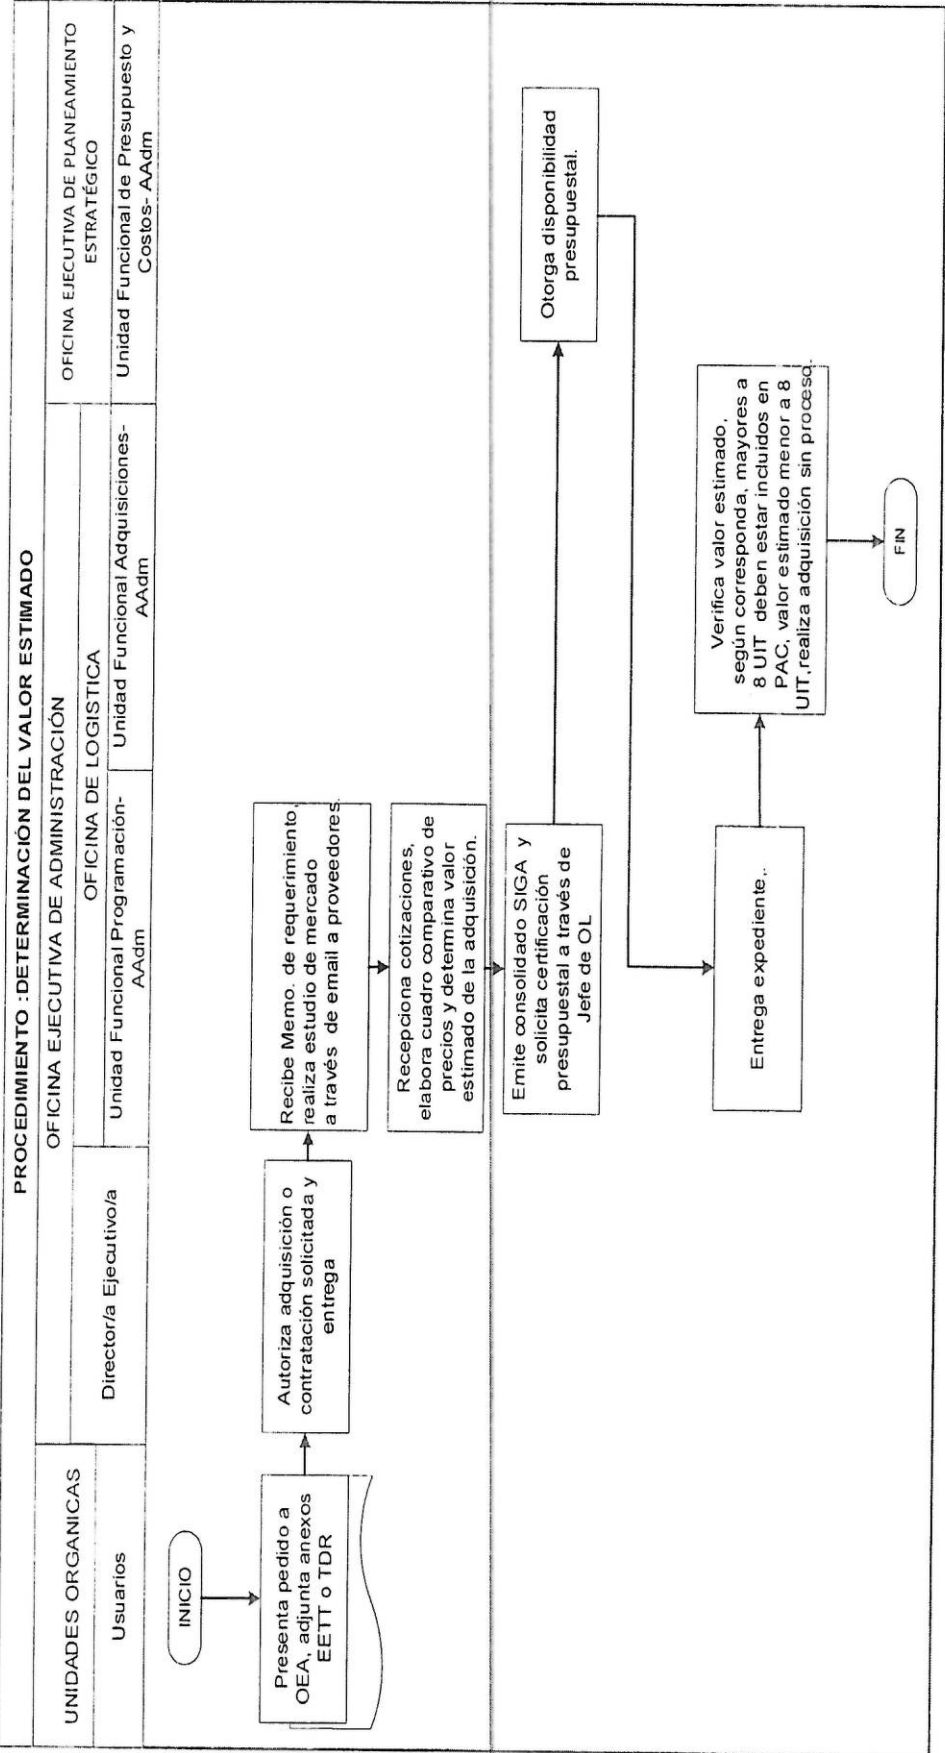 PROCEDIMIENTO : DETERMINACIÓN DEL VALOR ESTIMADO
UNIDADES ORGANICAS
OFICINA EJECUTIVA DE ADMINISTRACIÓN
OFICINA EJECUTIVA DE PLANEAMIENTO
ESTRATÉGICO
Usuarios
Director/a Ejecutivo/a
OFICINA DE LOGISTICA
Unidad Funcional Programación-
AAdm
Unidad Funcional Adquisiciones-
AAdm
Unidad Funcional de Presupuesto y
Costos- AAdm
INICIO
Presenta pedido a
OEA, adjunta anexos
EETT o TDR
Autoriza adquisición o
contratación solicitada y
entrega
Recibe Memo. de requerimiento,
realiza estudio de mercado
a través de email a proveedores.
Recepciona cotizaciones,
elabora cuadro comparativo de
precios y determina valor
estimado de la adquisición.
Emite consolidado SIGA y
solicita certificación
presupuestal a través de
Jefe de OL
Otorga disponibilidad
presupuestal.
Entrega expediente,.
Verifica valor estimado,
según corresponda, mayores a
8 UIT deben estar incluidos en
PAC, valor estimado menor a 8
UIT,realiza adquisición sin proceso.
FIN